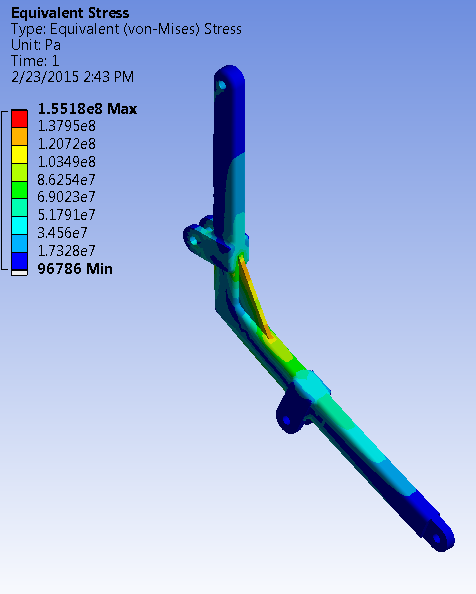 Equivalent Stress
Type: Equivalent (von-Mises) Stress
Unit: Pa
Time: 1
2/23/2015 2:43 PM
1.5518e8 Max
1.3795e8
1.2072e8
1.0349e8
8.6254e7
6.9023e7
5.1791e7
3.456e7
1.7328e7
96786 Min